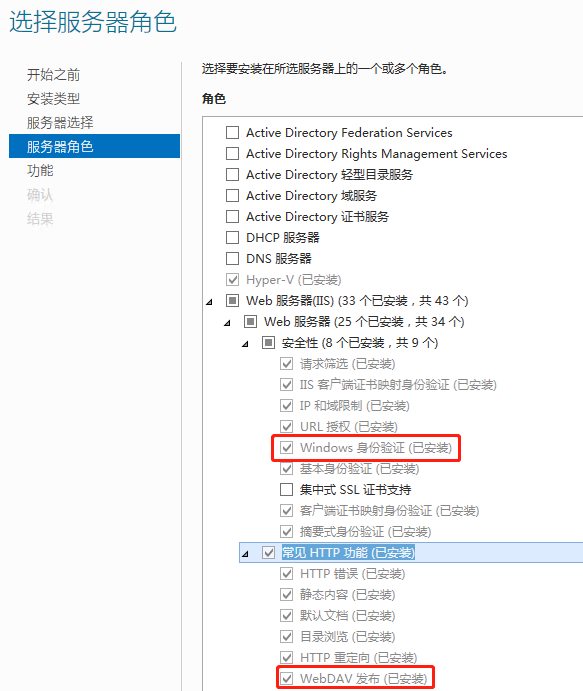 选择服务器角色
开始之前
安装类型
服务器选择
服务器角色
功能
确认
结果
选择要安装在所选服务器上的一个或多个角色。
角色
Active Directory Federation Services
Active Directory Rights Management Services
Active Directory 轻型目录服务
Active Directory 域服务
Active Directory 证书服务
DHCP 服务器
DNS 服务器
Hyper-V (已安装)
Web 服务器(IIS) (33 个已安装，共 43 个)
Web 服务器 (25 个已安装，共 34 个)
安全性 (8 个已安装，共 9 个)
请求筛选 (已安装)
IIS 客户端证书映射身份验证 (已安装)
IP 和域限制 (已安装)
URL 授权 (已安装)
Windows 身份验证 (已安装)
基本身份验证 (已安装)
集中式 SSL 证书支持
客户端证书映射身份验证 (已安装)
摘要式身份验证 (已安装)
常见 HTTP 功能 (已安装)
HTTP 错误 (已安装)
静态内容 (已安装)
默认文档 (已安装)
目录浏览 (已安装)
HTTP 重定向 (已安装)
WebDAV 发布 (已安装)